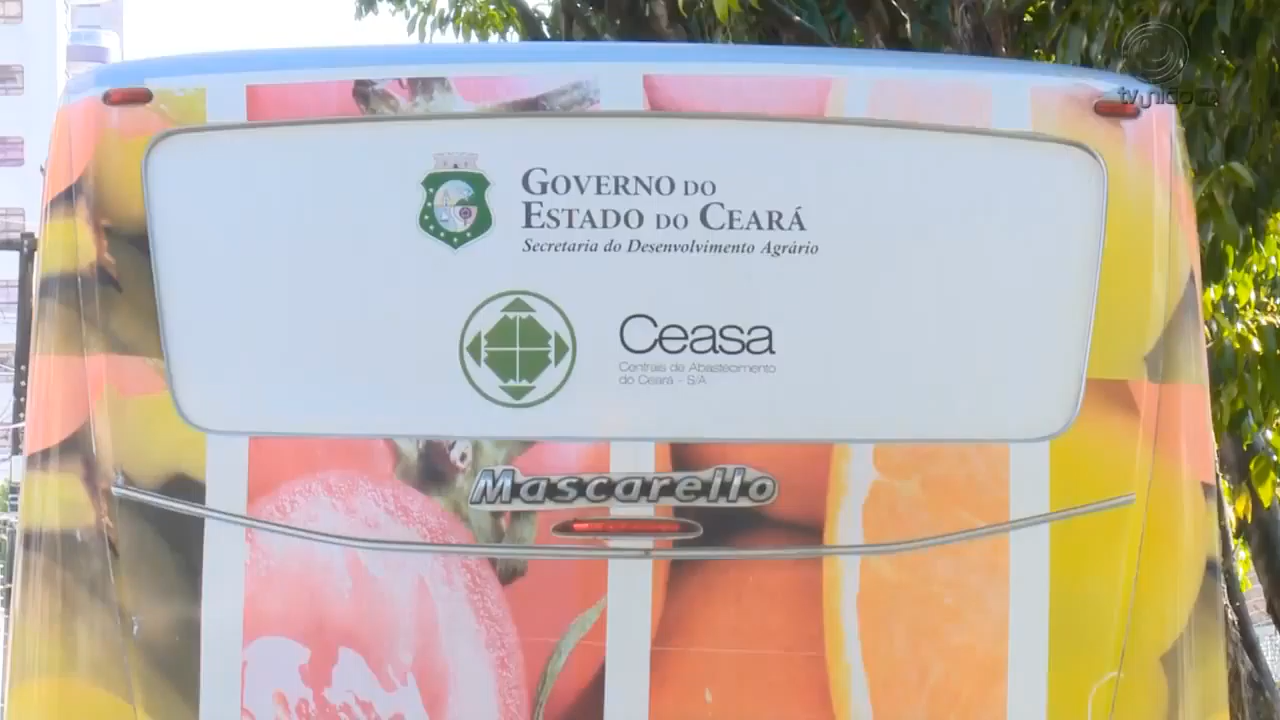 GOVERNO DO
ESTADO DO CEARÁ
Secretaria do Desenvolvimento Agrário
Ceasa
Centrais de Abastecimento
do Ceará - S/A
Mascarello